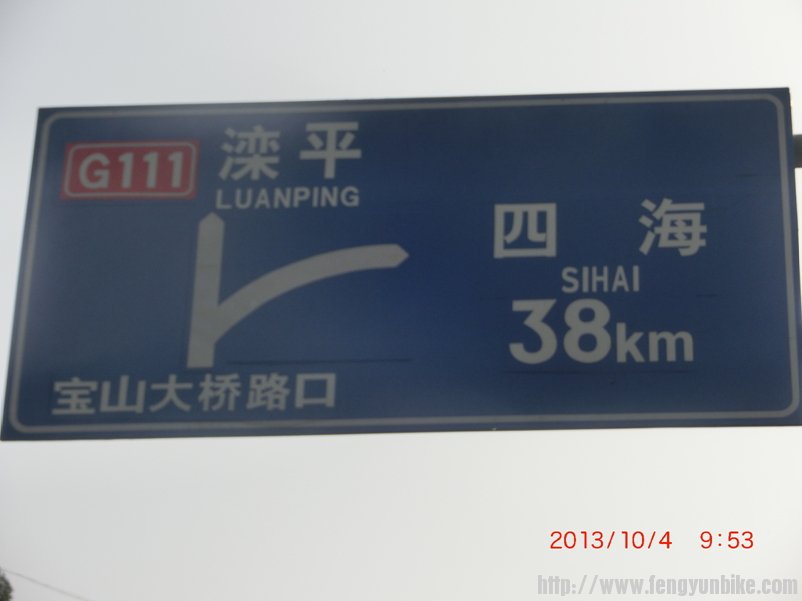 G111 滦平
LUANPING
四海
SIHAI
38km
宝山大桥路口
2013/10/4 9:53
http://www.fengyunbike.com